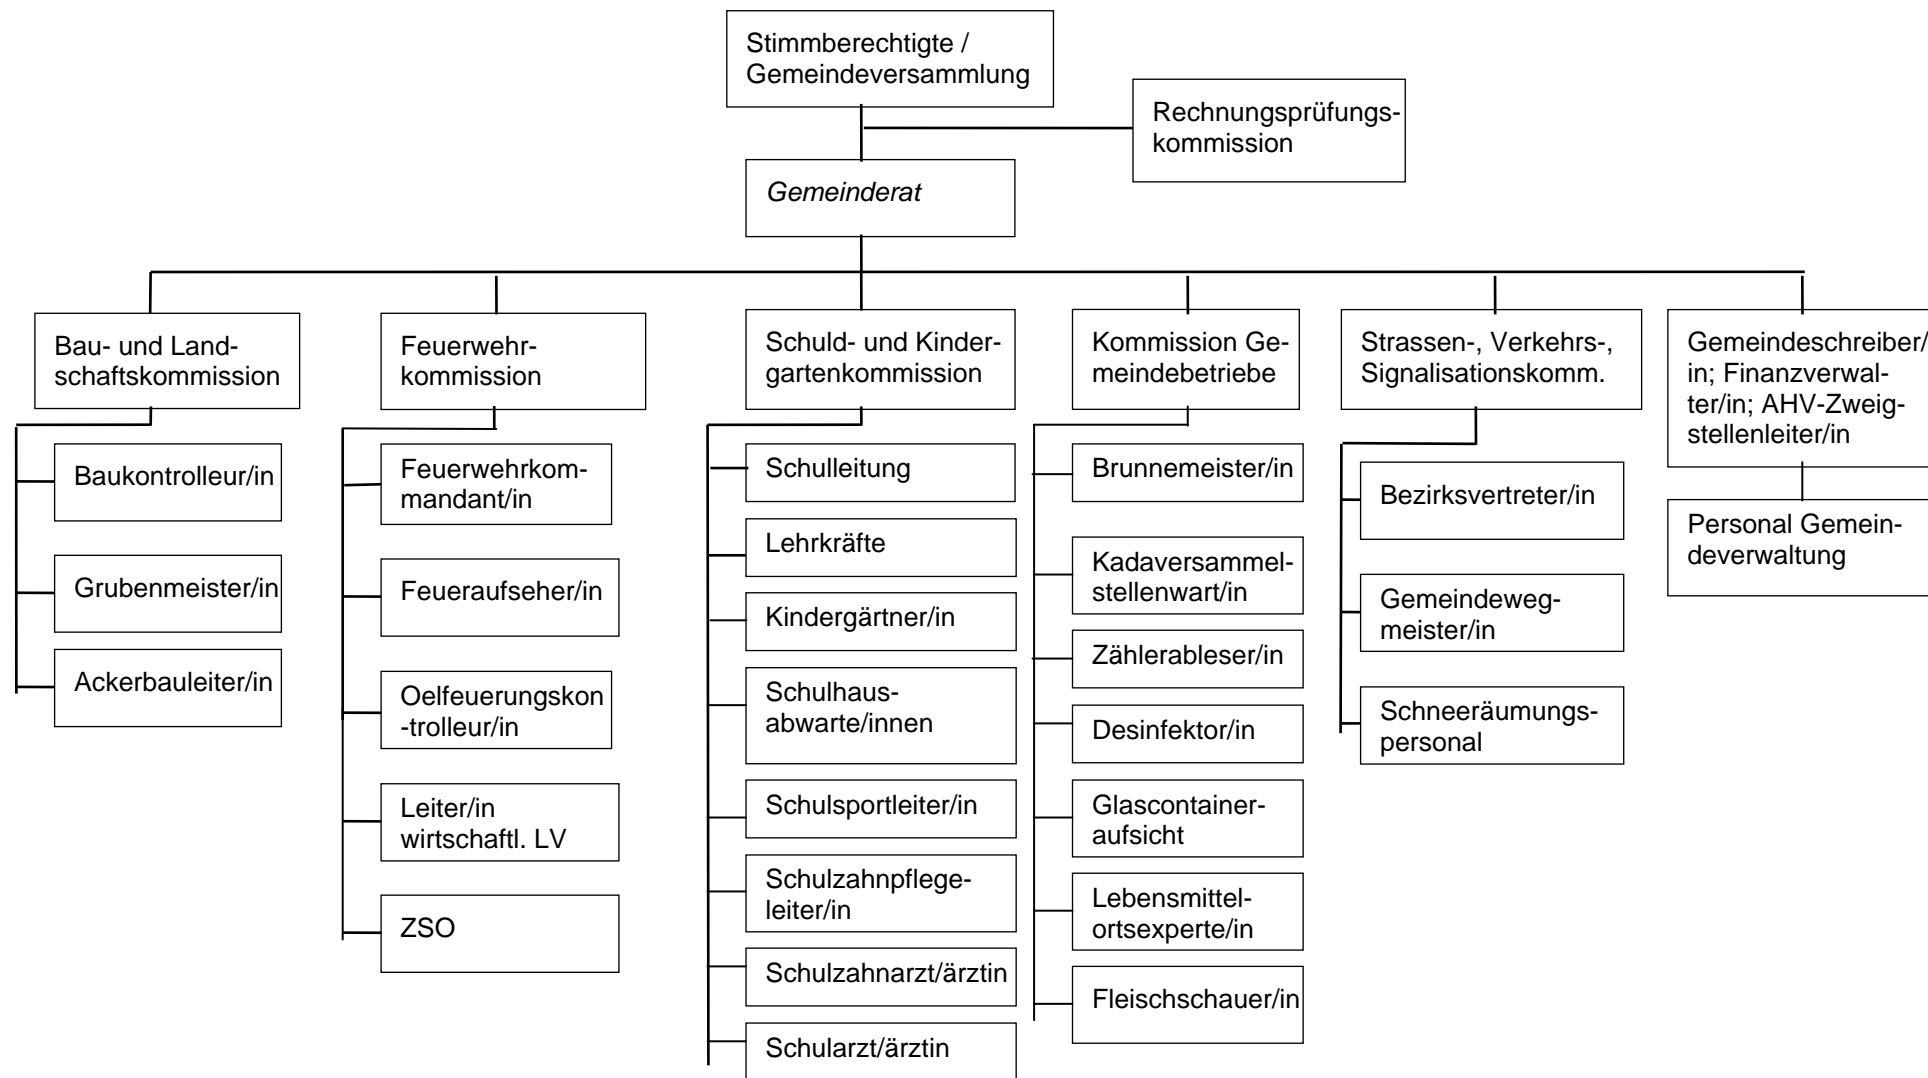 Stimmberechtigte /
Gemeindeversammlung
Rechnungsprüfungs-
kommission
Gemeinderat
Bau- und Land-
schaftskommission
Baukontrolleur/in
Grubenmeister/in
Ackerbauleiter/in
Feuerwehr-
kommission
Feuerwehrkom-
mandant/in
Feueraufseher/in
Oelfeuerungskon
-trolleur/in
Leiter/in
wirtschaftl. LV
ZSO
Schuld- und Kinder-
gartenkommission
Schulleitung
Lehrkräfte
Kindergärtner/in
Schulhaus-
abwarte/innen
Schulsportleiter/in
Schulzahnpflege-
leiter/in
Schulzahnarzt/ärztin
Schularzt/ärztin
Kommission Ge-
meindebetriebe
Brunnemeister/in
Kadaversammel-
stellenwart/in
Zählerableser/in
Desinfektor/in
Glascontainer-
aufsicht
Lebensmittel-
ortsexperte/in
Fleischschauer/in
Strassen-, Verkehrs-,
Signalisationskomm.
Bezirksvertreter/in
Gemeindeweg-
meister/in
Schneeräumungs-
personal
Gemeindeschreiber/
in; Finanzverwal-
ter/in; AHV-Zweig-
stellenleiter/in
Personal Gemein-
deverwaltung